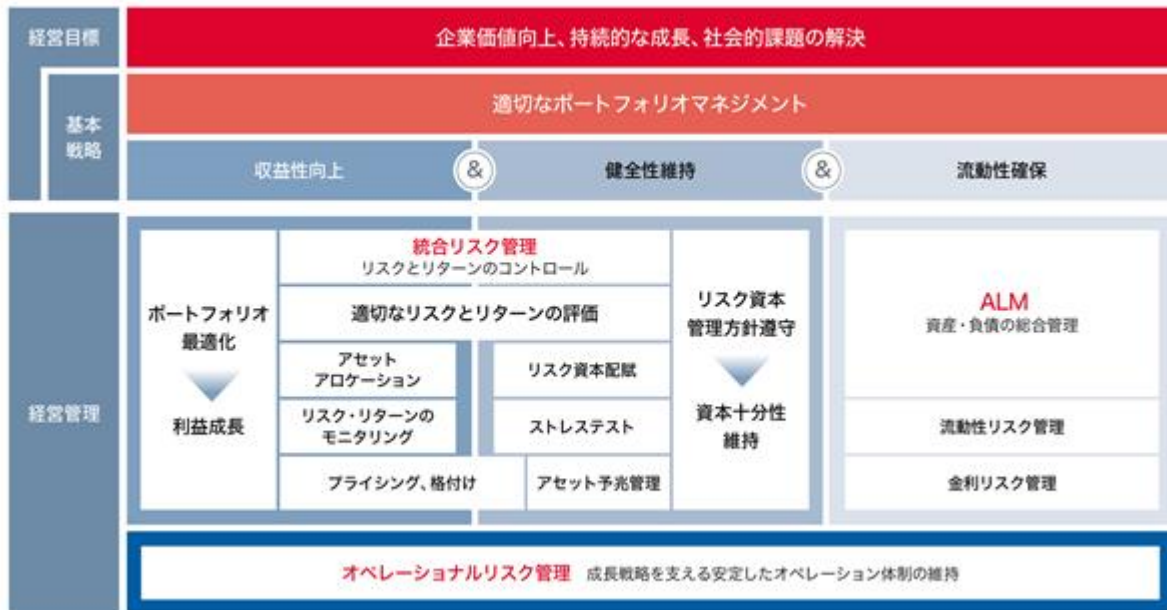 経営目標
企業価値向上、持続的な成長、社会的課題の解決
基本
戦略
適切なポートフォリオマネジメント
収益性向上
&
健全性維持
&
流動性確保
経営管理
ポートフォリオ
最適化
利益成長
統合リスク管理
リスクとリターンのコントロール
適切なリスクとリターンの評価
アセット
アロケーション
リスク資本配賦
リスク・リターンの
モニタリング
ストレステスト
プライシング、格付け
アセット予兆管理
リスク資本
管理方針遵守
資本十分性
維持
ALM
資産・負債の総合管理
流動性リスク管理
金利リスク管理
オペレーショナルリスク管理 成長戦略を支える安定したオペレーション体制の維持